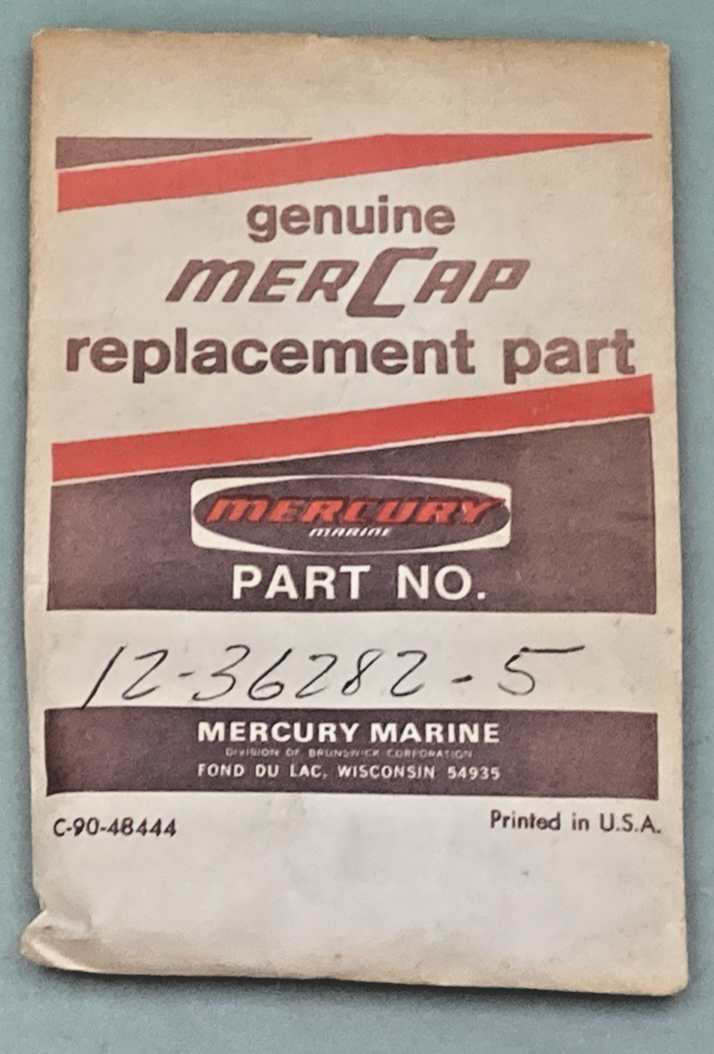 genuine
MERCAP
replacement part
MERCURY
MARINE
PART NO.
12-36282-5
MERCURY MARINE
DIVISION OF BRUNSWICK CORPORATION
FOND DU LAC, WISCONSIN 54935
C-90-48444
Printed in U.S.A.